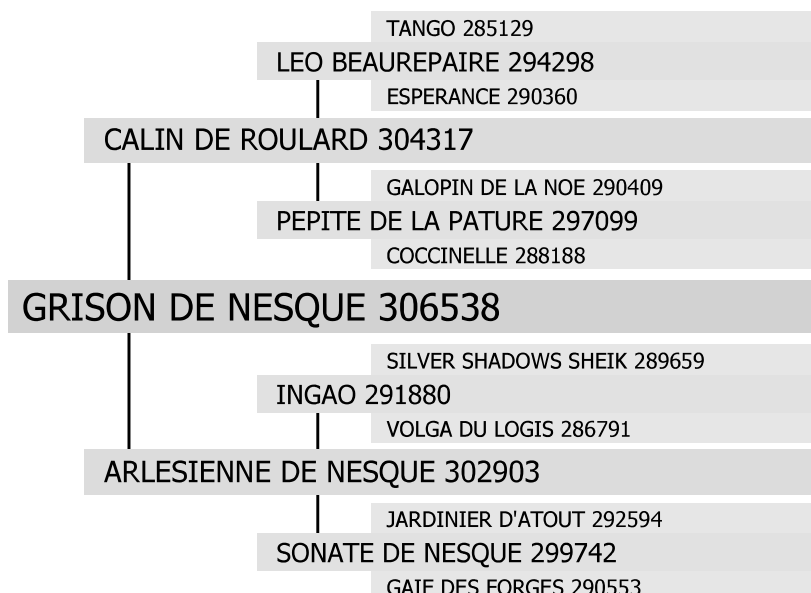 TANGO 285129
LEO BEAUREPAIRE 294298
ESPERANCE 290360
CALIN DE ROULARD 304317
GALOPIN DE LA NOE 290409
PEPITE DE LA PATURE 297099
COCCINELLE 288188
GRISON DE NESQUE 306538
SILVER SHADOWS SHEIK 289659
INGAO 291880
VOLGA DU LOGIS 286791
ARLESIENNE DE NESQUE 302903
JARDINIER D'ATOUT 292594
SONATE DE NESQUE 299742
GAIE DES FORGES 290553